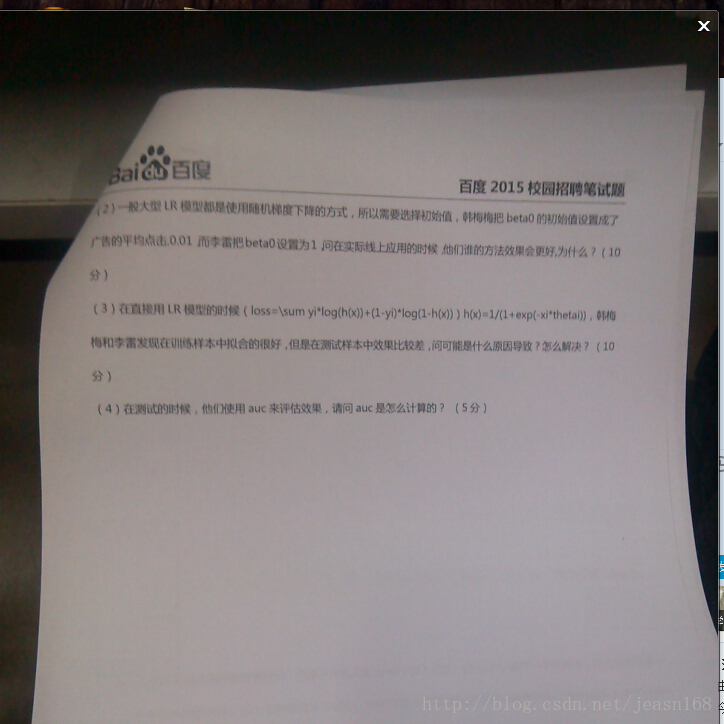 Baidu百度
百度 2015 校园招聘笔试题
（2）一般大型 LR 模型都是使用随机梯度下降的方式，所以需要选择初始值，韩梅梅把 beta0 的初始值设置成了
广告的平均点击,0.01 ,而李雷把 beta0 设置为 1 ,问在实际线上应用的时候 ,他们谁的方法效果会更好,为什么？（10
分）
（3）在直接用 LR 模型的时候（ loss=\sum yi*log(h(x))+(1-yi)*log(1-h(x)) ) h(x)=1/(1+exp(-xi*thetai))，韩梅
梅和李雷发现在训练样本中拟合的很好 ,但是在测试样本中效果比较差 ,问可能是什么原因导致？怎么解决？（10
分）
（4）在测试的时候，他们使用 auc 来评估效果，请问 auc 是怎么计算的？（5 分）
http://blog.csdn.net/jeasn168